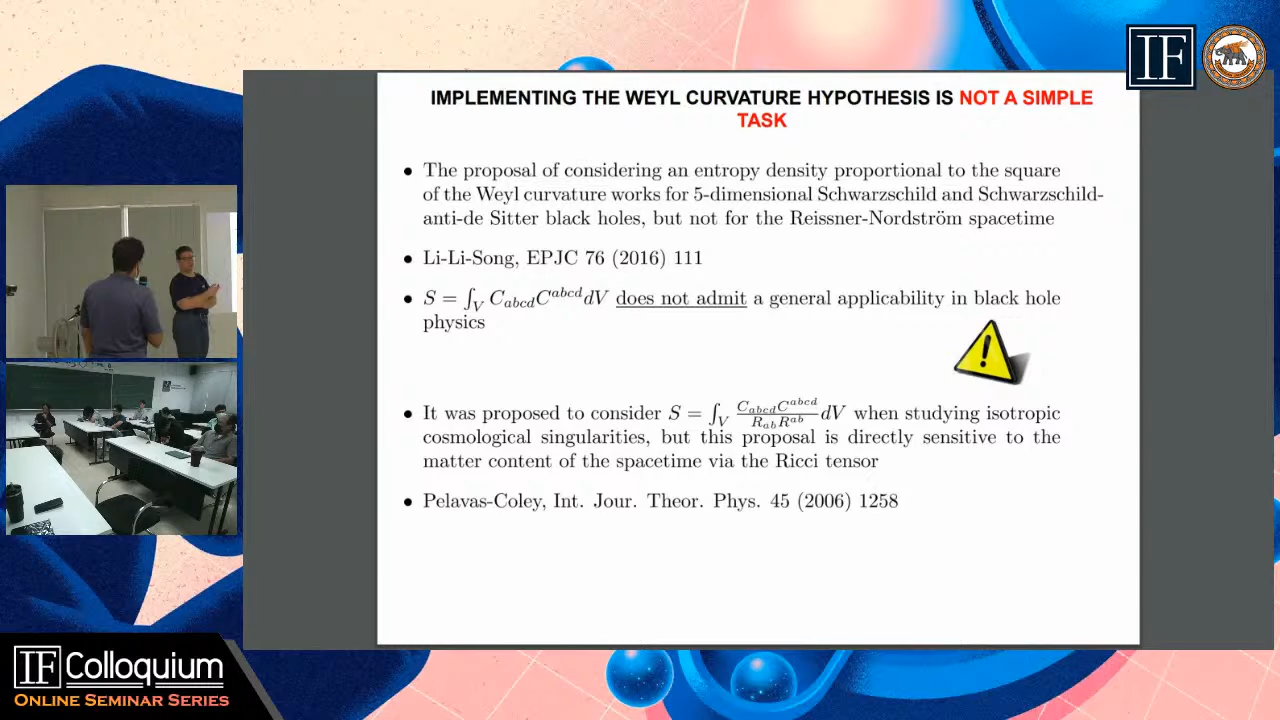 IF
IMPLEMENTING THE WEYL CURVATURE HYPOTHESIS IS NOT A SIMPLE
TASK
• The proposal of considering an entropy density proportional to the square
of the Weyl curvature works for 5-dimensional Schwarzschild and Schwarzschild-
anti-de Sitter black holes, but not for the Reissner-Nordström spacetime
• Li-Li-Song, EPJC 76 (2016) 111
• S = ∫_V C_{abcd}C^{abcd}dV does not admit a general applicability in black hole
physics
• It was proposed to consider S = ∫_V \frac{C_{abcd}C^{abcd}}{R_{ab}R^{ab}} dV when studying isotropic
cosmological singularities, but this proposal is directly sensitive to the
matter content of the spacetime via the Ricci tensor
• Pelavas-Coley, Int. Jour. Theor. Phys. 45 (2006) 1258
IF Colloquium
ONLINE SEMINAR SERIES